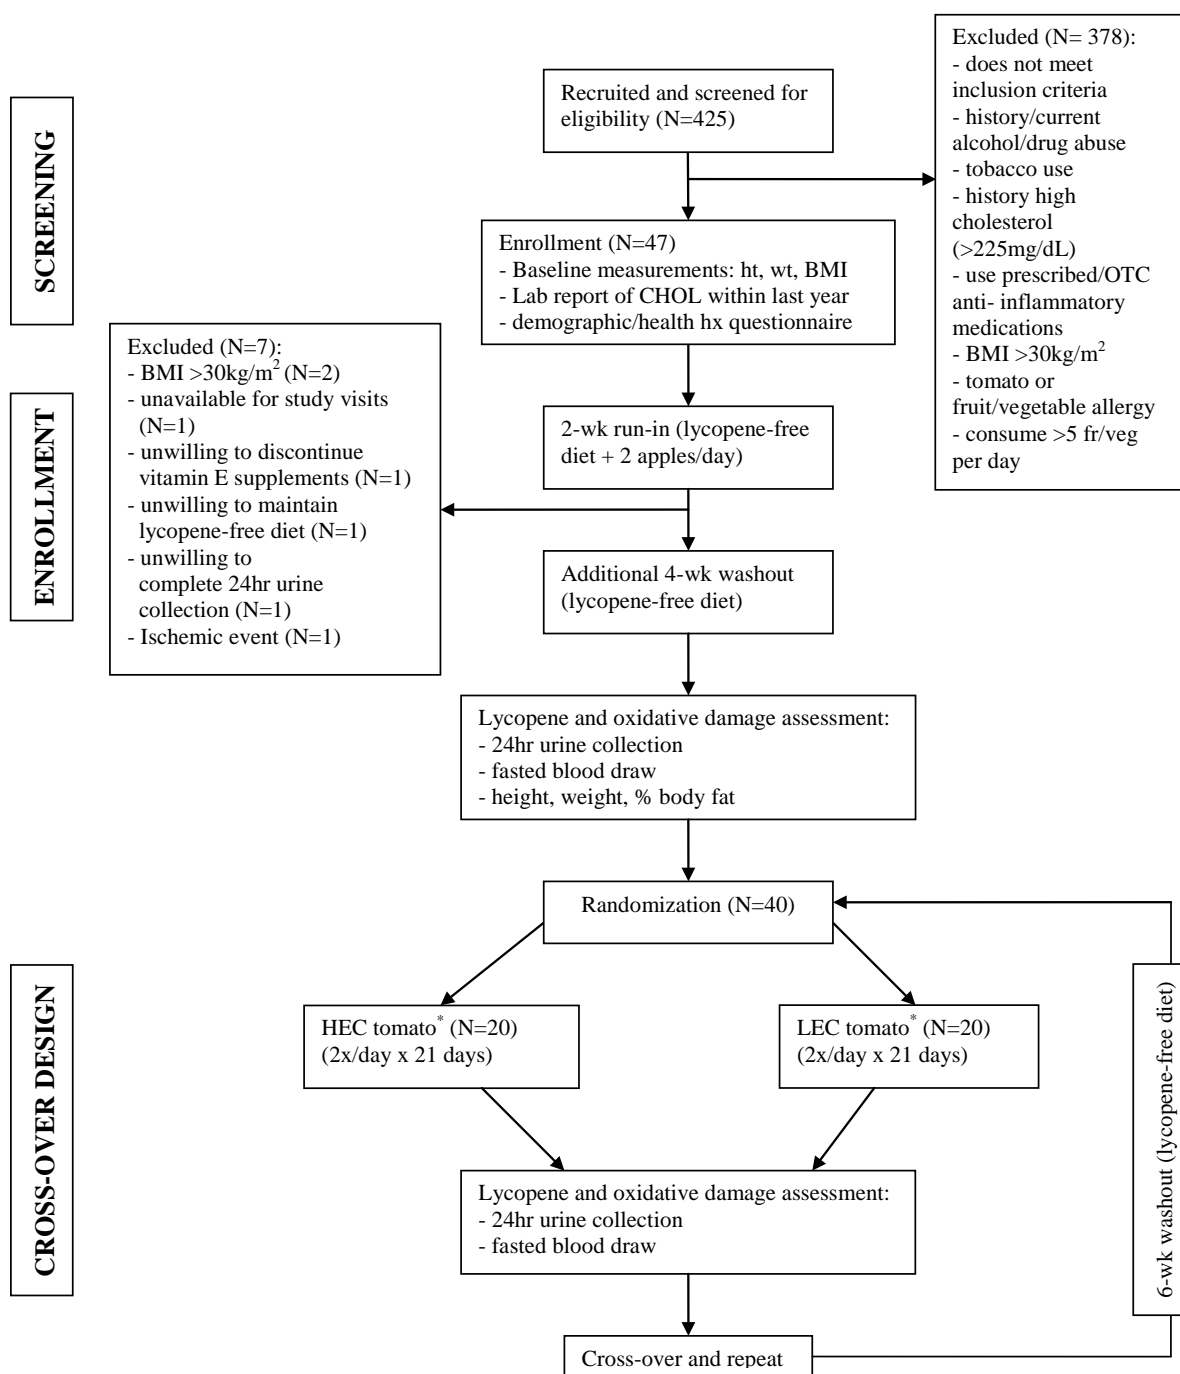 SCREENING
Recruited and screened for
eligibility (N=425)
Excluded (N= 378):
- does not meet
inclusion criteria
- history/current
alcohol/drug abuse
- tobacco use
- history high
cholesterol
(>225mg/dL)
- use prescribed/OTC
anti- inflammatory
medications
- BMI >30kg/m²
- tomato or
fruit/vegetable allergy
- consume >5 fr/veg
per day
Enrollment (N=47)
- Baseline measurements: ht, wt, BMI
- Lab report of CHOL within last year
- demographic/health hx questionnaire
ENROLLMENT
Excluded (N=7):
- BMI >30kg/m² (N=2)
- unavailable for study visits
(N=1)
- unwilling to discontinue
vitamin E supplements (N=1)
- unwilling to maintain
lycopene-free diet (N=1)
- unwilling to
complete 24hr urine
collection (N=1)
- Ischemic event (N=1)
2-wk run-in (lycopene-free
diet + 2 apples/day)
Additional 4-wk washout
(lycopene-free diet)
Lycopene and oxidative damage assessment:
- 24hr urine collection
- fasted blood draw
- height, weight, % body fat
CROSS-OVER DESIGN
Randomization (N=40)
HEC tomato* (N=20)
(2x/day x 21 days)
LEC tomato* (N=20)
(2x/day x 21 days)
Lycopene and oxidative damage assessment:
- 24hr urine collection
- fasted blood draw
Cross-over and repeat
6-wk washout (lycopene-free diet)